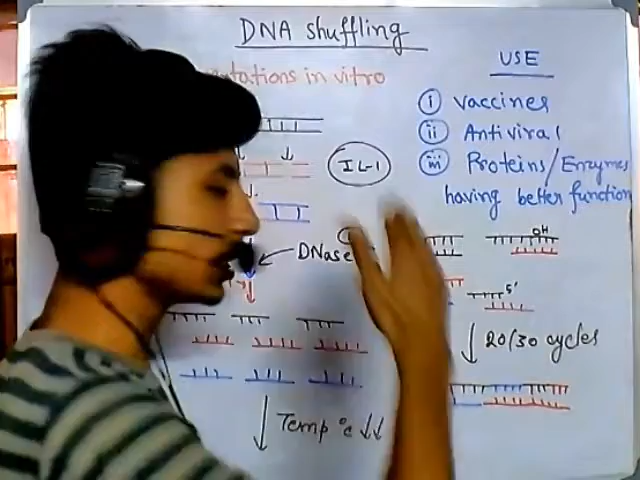 DNA shuffling
tations in vitro
USE
i vaccines
ii Antiviral
iii Proteins/Enzymes
having better function
IL-1
OH
DNase
5'
20/30 cycles
Temp °c ↓↓